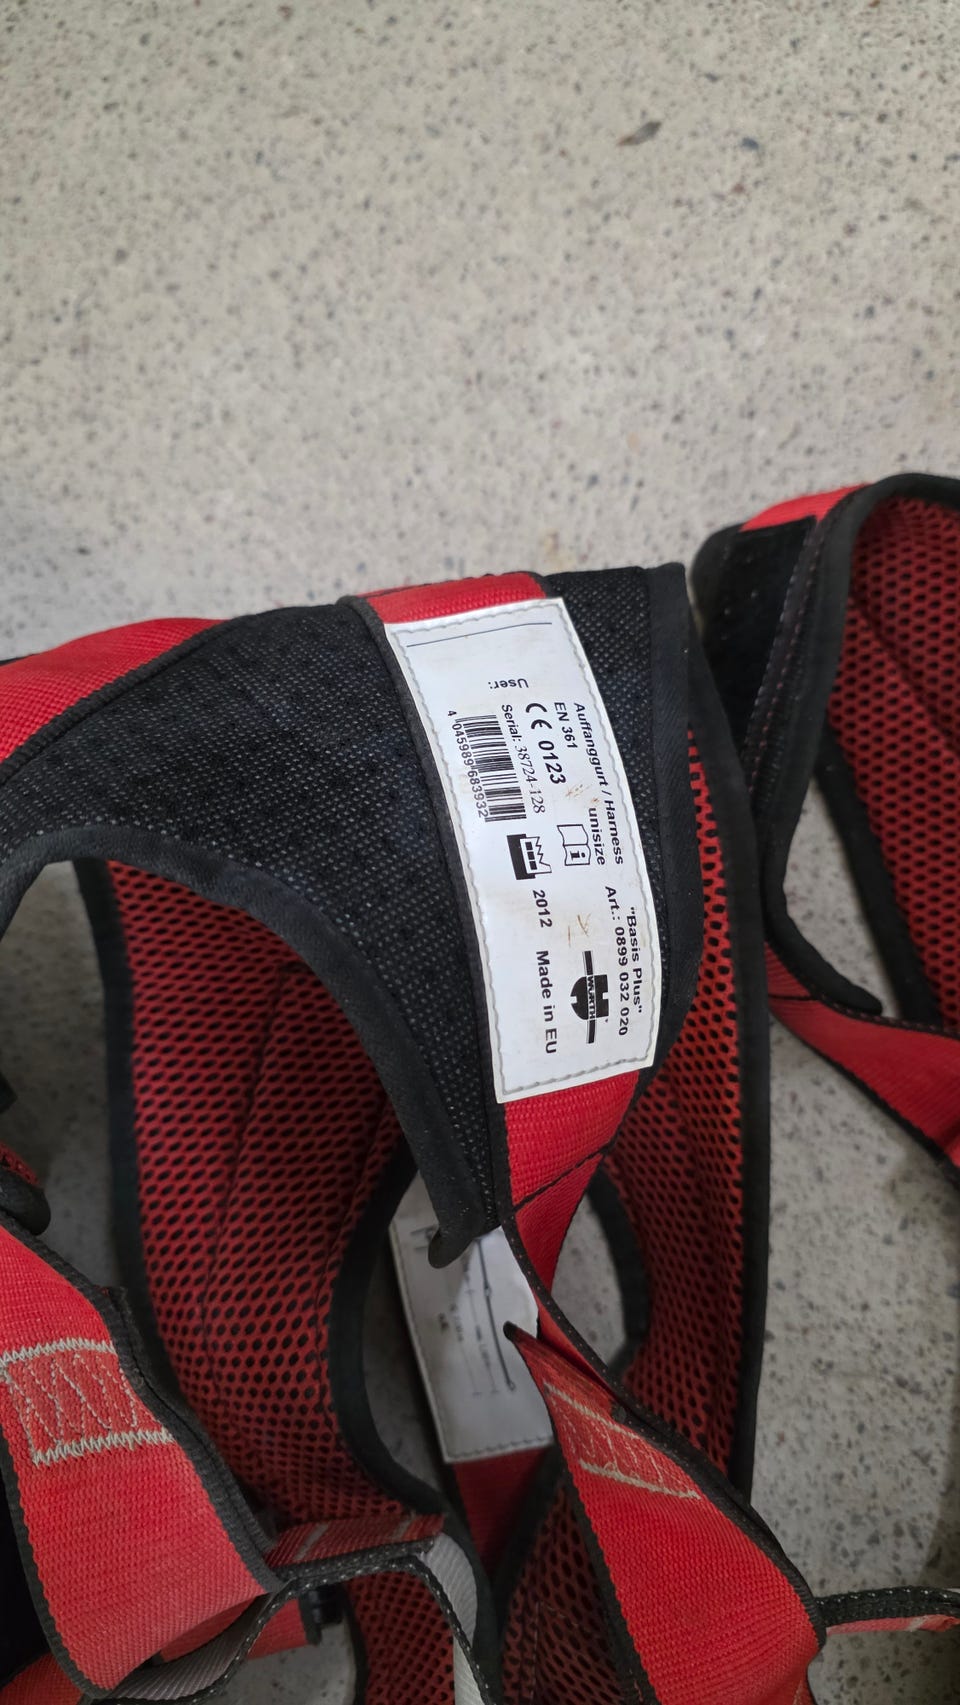 "Basis Plus"
Auffanggurt / Harness Art.: 0899 032 020
EN 361 unisize
CE 0123
i
WÜRTH
Serial: 38724-128 2012 Made in EU
4 045989 683932
User: